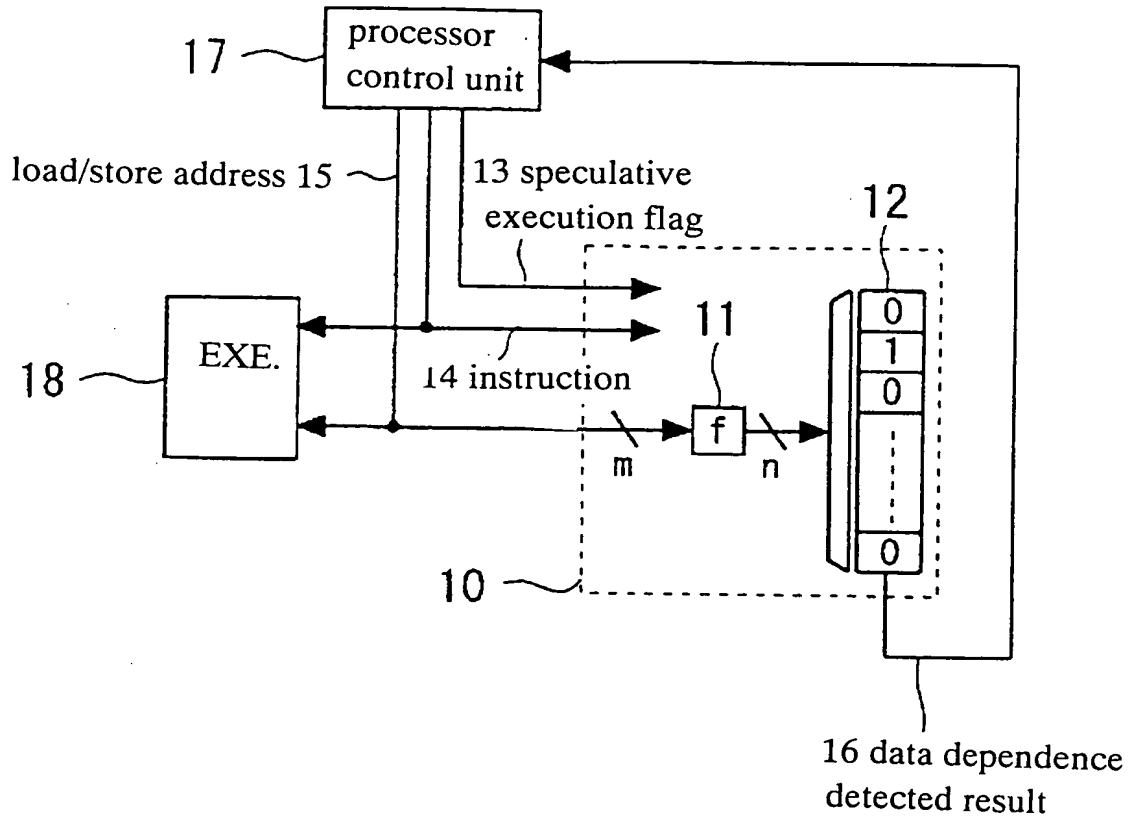 17
processor
control unit
load/store address 15
13 speculative
execution flag
12
0
1
0
0
11
f
18
EXE.
14 instruction
m
n
10
16 data dependence
detected result